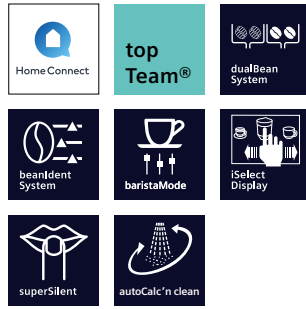 Home Connect
top
Team®
dualBean
System
beanIdent
System
baristaMode
iSelect
Display
superSilent
autoCalc'n clean